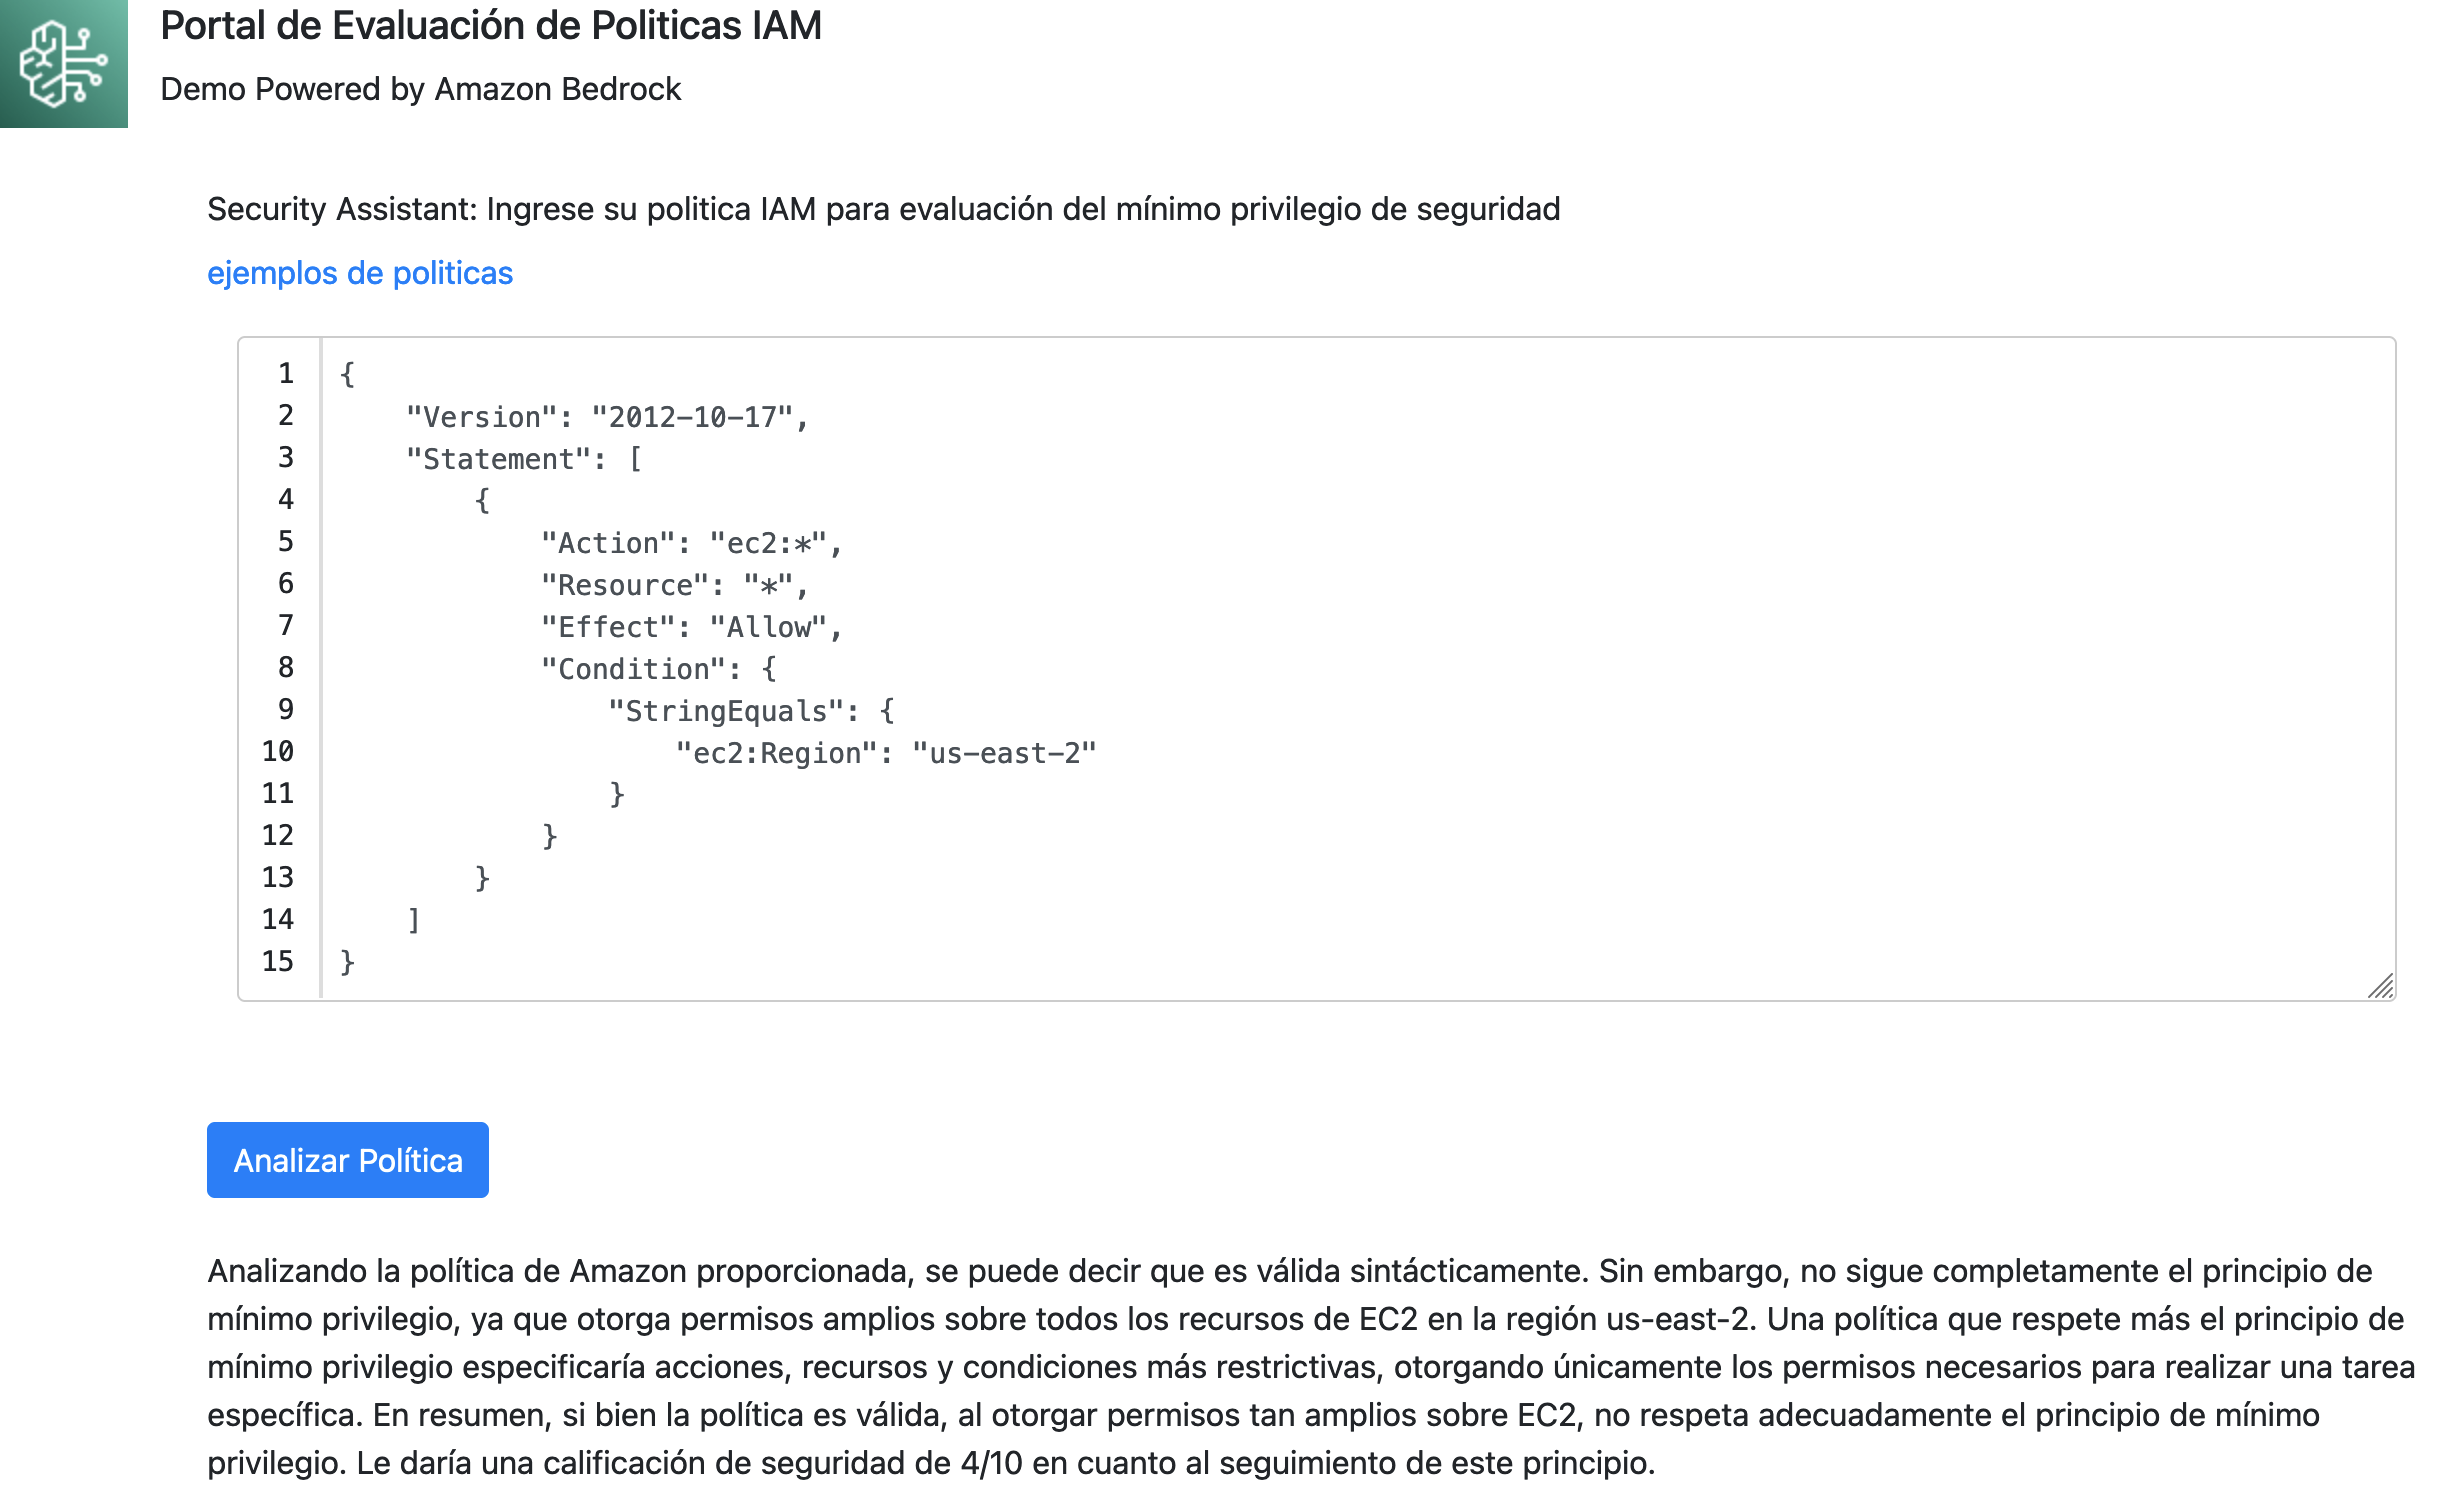 Portal de Evaluación de Politicas IAM
Demo Powered by Amazon Bedrock
Security Assistant: Ingrese su politica IAM para evaluación del mínimo privilegio de seguridad
ejemplos de politicas
1 {
2     "Version": "2012-10-17",
3     "Statement": [
4         {
5             "Action": "ec2:*",
6             "Resource": "*",
7             "Effect": "Allow",
8             "Condition": {
9                 "StringEquals": {
10                     "ec2:Region": "us-east-2"
11                 }
12             }
13         }
14     ]
15 }
Analizar Política
Analizando la política de Amazon proporcionada, se puede decir que es válida sintácticamente. Sin embargo, no sigue completamente el principio de
mínimo privilegio, ya que otorga permisos amplios sobre todos los recursos de EC2 en la región us-east-2. Una política que respete más el principio de
mínimo privilegio especificaría acciones, recursos y condiciones más restrictivas, otorgando únicamente los permisos necesarios para realizar una tarea
específica. En resumen, si bien la política es válida, al otorgar permisos tan amplios sobre EC2, no respeta adecuadamente el principio de mínimo
privilegio. Le daría una calificación de seguridad de 4/10 en cuanto al seguimiento de este principio.